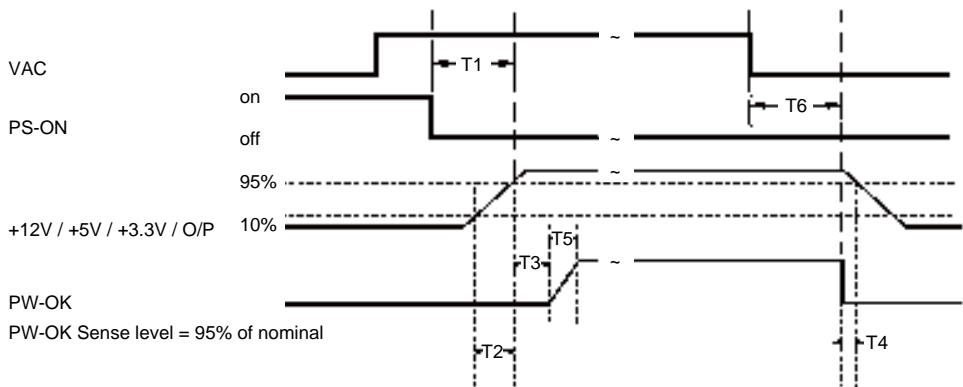 VAC
T1
T6
on
PS-ON
off
~
~
95%
~
+12V / +5V / +3.3V / O/P 10%
T5
T3
~
PW-OK
PW-OK Sense level = 95% of nominal
T2
T4